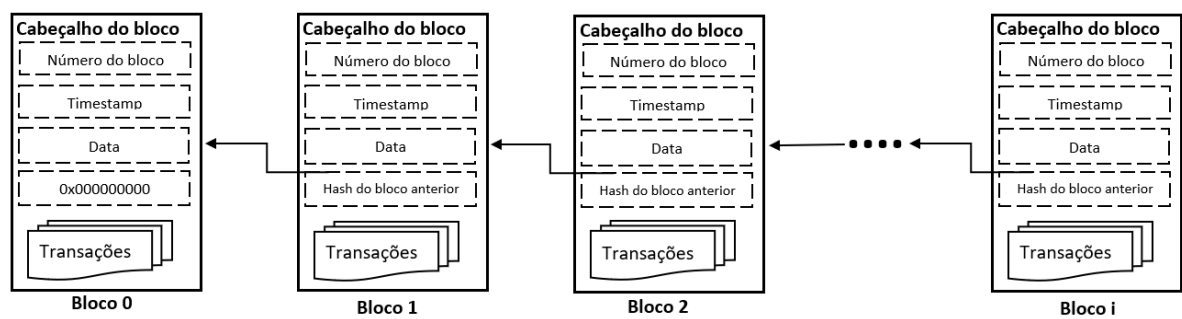 Cabeçalho do bloco
Número do bloco
Timestamp
Data
0x000000000
Transações
Bloco 0
Cabeçalho do bloco
Número do bloco
Timestamp
Data
Hash do bloco anterior
Transações
Bloco 1
Cabeçalho do bloco
Número do bloco
Timestamp
Data
Hash do bloco anterior
Transações
Bloco 2
Cabeçalho do bloco
Número do bloco
Timestamp
Data
Hash do bloco anterior
Transações
Bloco i